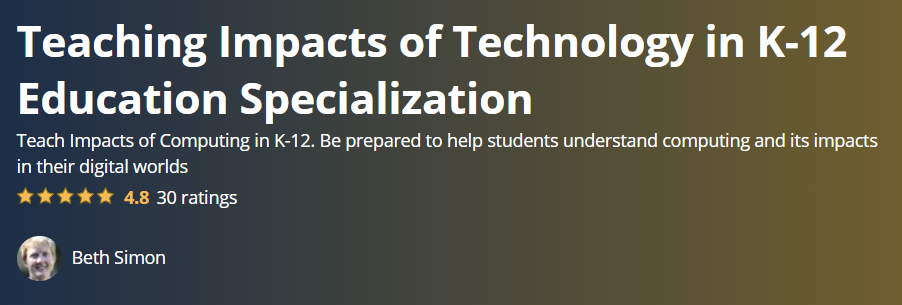 Teaching Impacts of Technology in K-12
Education Specialization
Teach Impacts of Computing in K-12. Be prepared to help students understand computing and its impacts
in their digital worlds
4.8 30 ratings
Beth Simon